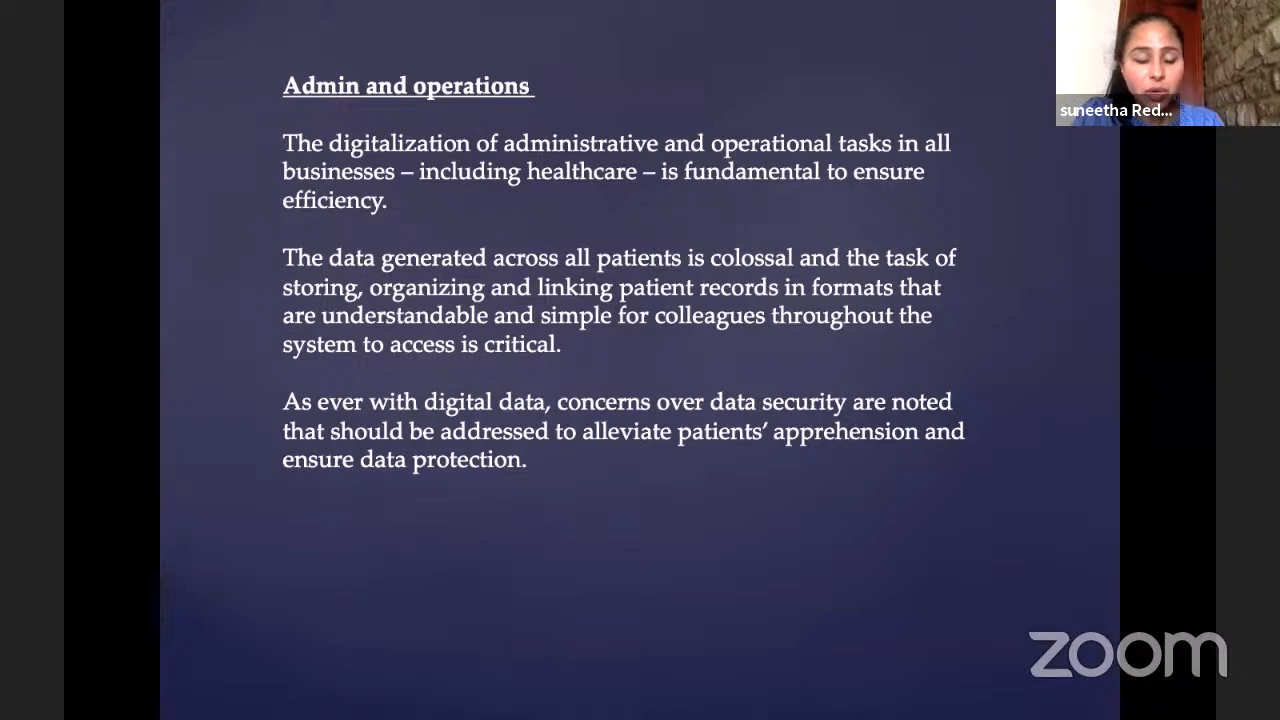 Admin and operations
The digitalization of administrative and operational tasks in all
businesses – including healthcare – is fundamental to ensure
efficiency.
The data generated across all patients is colossal and the task of
storing, organizing and linking patient records in formats that
are understandable and simple for colleagues throughout the
system to access is critical.
As ever with digital data, concerns over data security are noted
that should be addressed to alleviate patients’ apprehension and
ensure data protection.
suneetha Red...
zoom